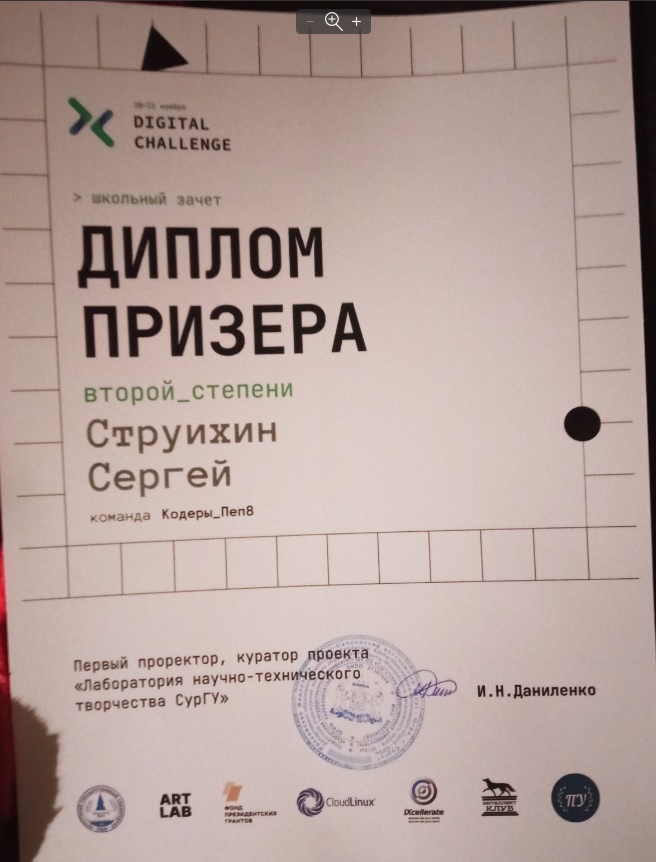 20-21 ноября
DIGITAL
CHALLENGE
> школьный зачет
ДИПЛОМ
ПРИЗЕРА
второй_степени
Струихин
Сергей
команда Кодеры_Пеп8
Первый проректор, куратор проекта
«Лаборатория научно-технического
творчества СурГУ»
И.Н.Даниленко
ART
LAB
ФОНД
ПРЕЗИДЕНТСКИХ
ГРАНТОВ
CloudLinux
iXcellerate
ИНТЕЛЛЕКТ
КЛУБ
ПУ